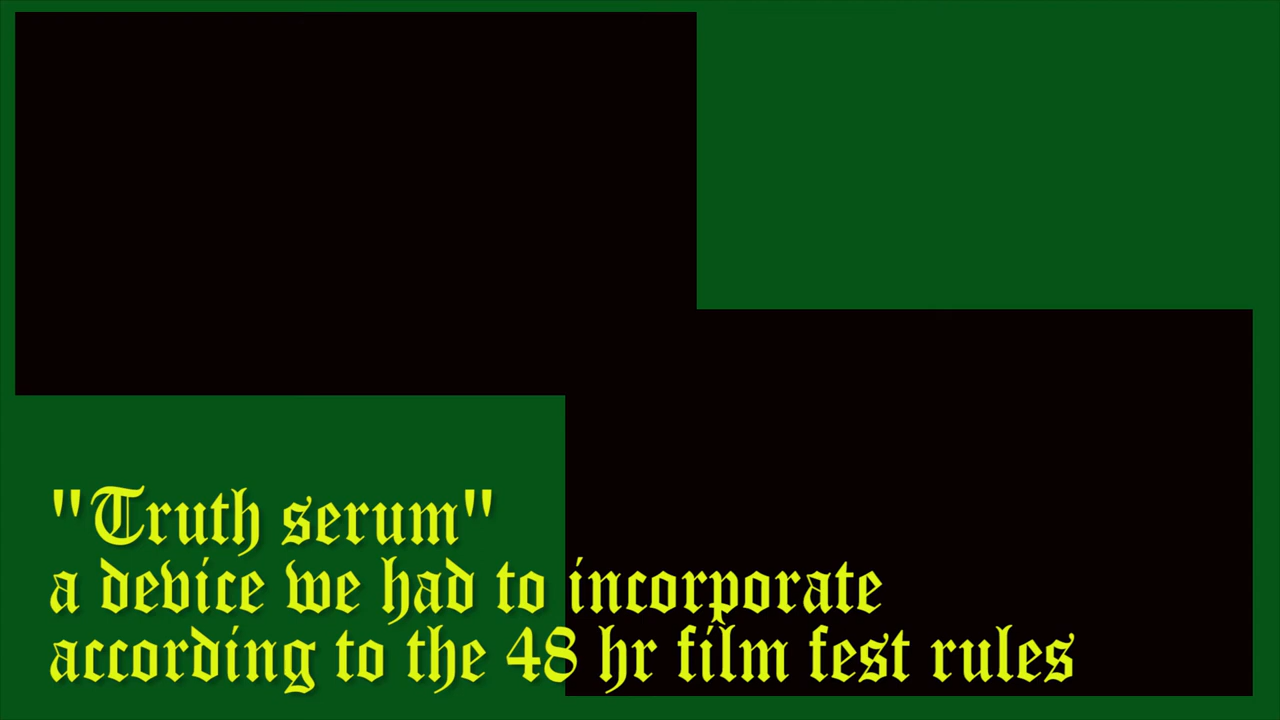 "Truth serum"
a device we had to incorporate
according to the 48 hr film fest rules